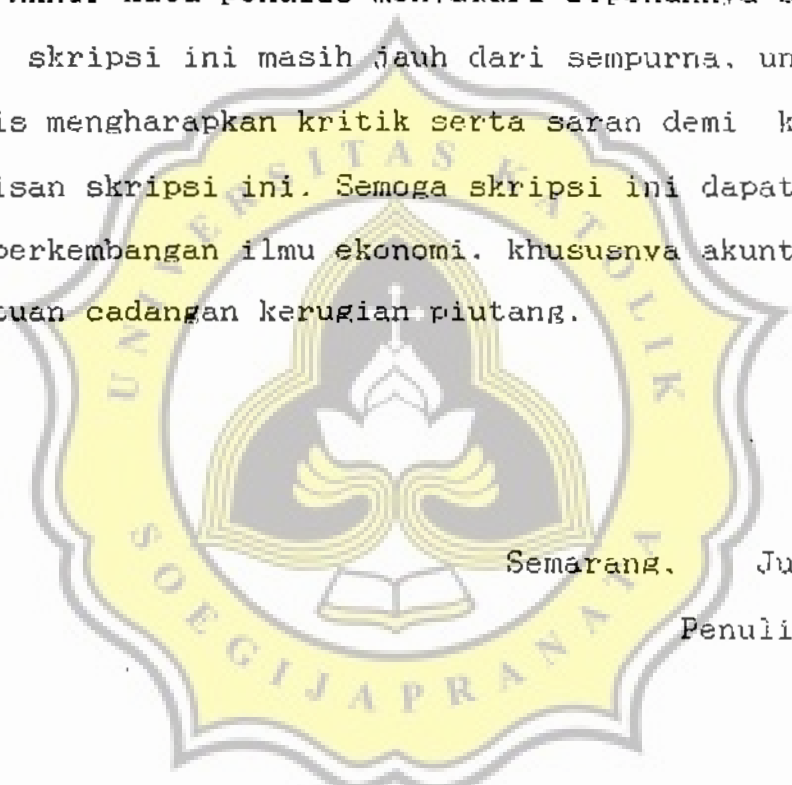 skripsi ini masih jauh dari sempurna, un
is mengharapkan kritik serta saran demi k
isan skripsi ini. Semoga skripsi ini dapat
perkembangan ilmu ekonomi, khususnya akunt
tuan cadangan kerugian piutang.
Semarang, Ju
Penuli
UNIVERSITAS KATOLIK
SOEGIJAPRANATA